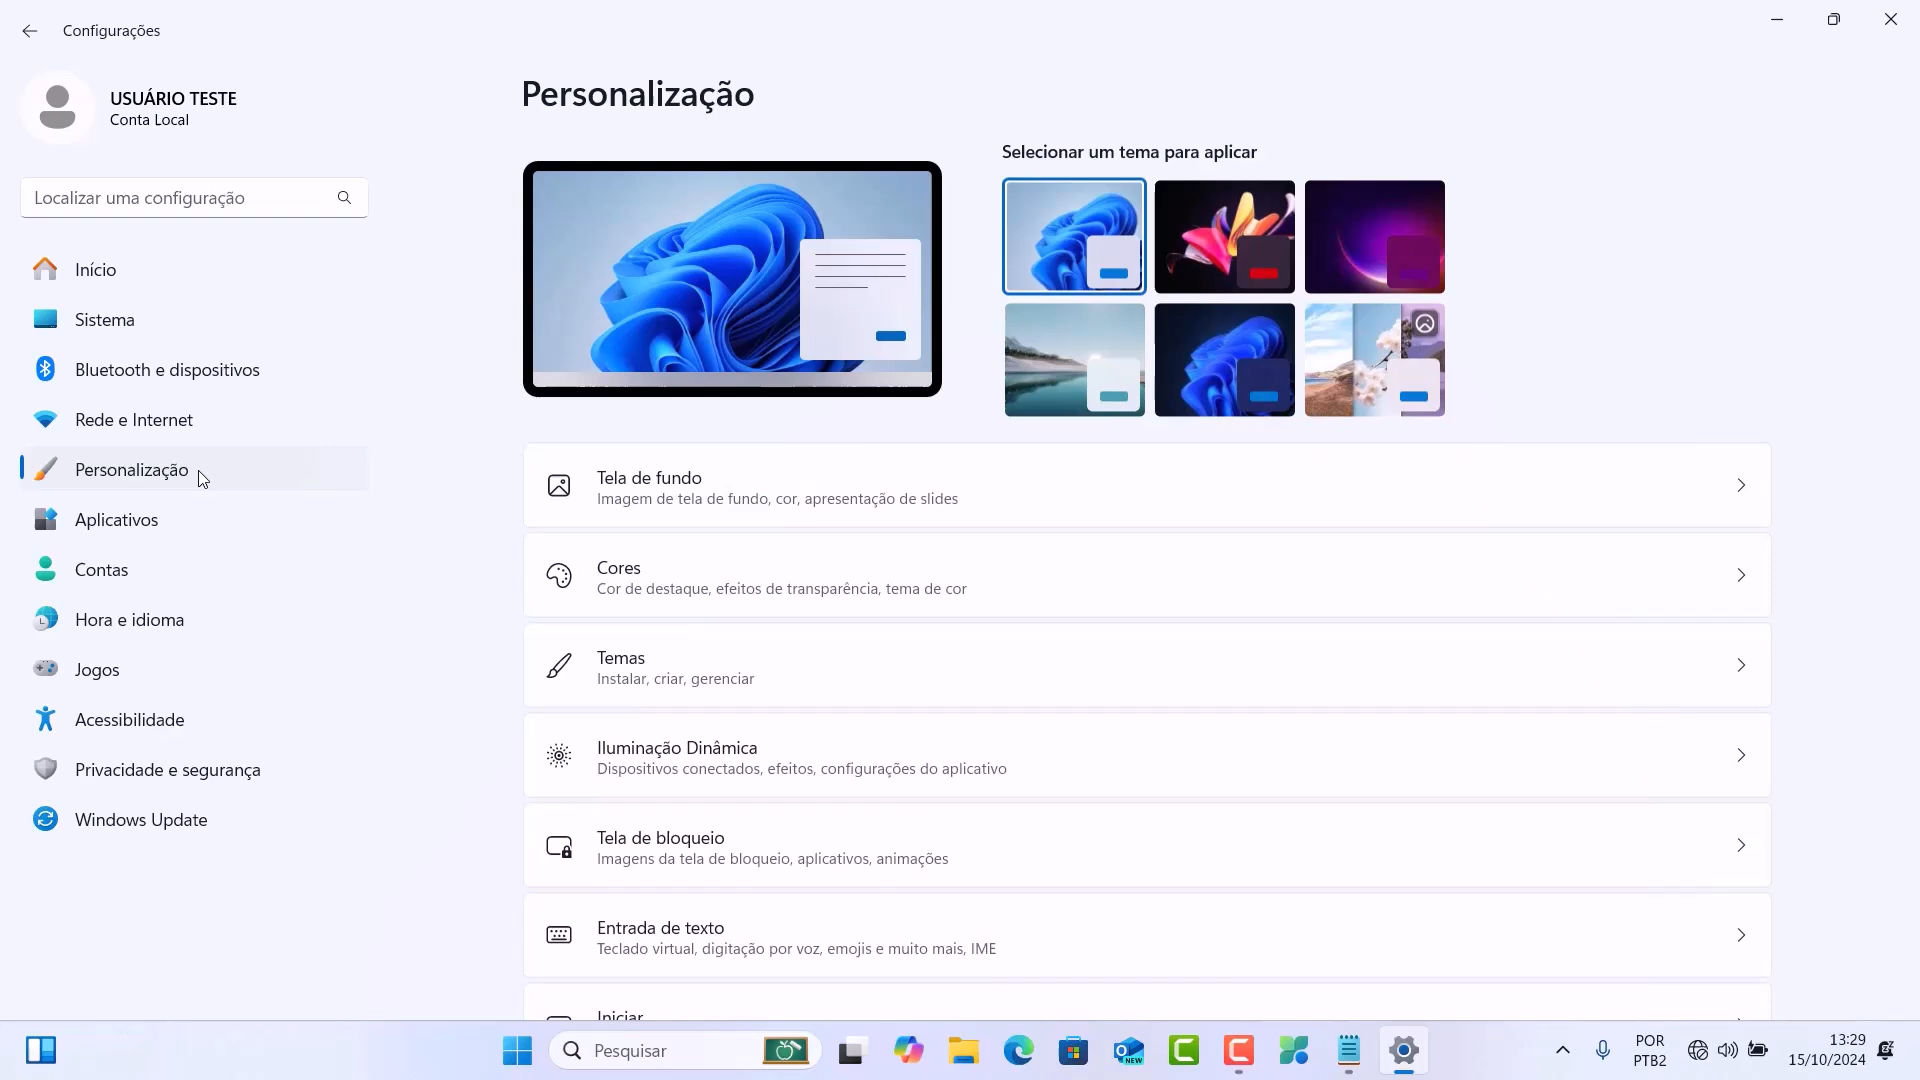 Configurações
USUÁRIO TESTE
Conta Local
Localizar uma configuração
Início
Sistema
Bluetooth e dispositivos
Rede e Internet
Personalização
Aplicativos
Contas
Hora e idioma
Jogos
Acessibilidade
Privacidade e segurança
Windows Update
Personalização
Selecionar um tema para aplicar
Tela de fundo
Imagem de tela de fundo, cor, apresentação de slides
Cores
Cor de destaque, efeitos de transparência, tema de cor
Temas
Instalar, criar, gerenciar
Iluminação Dinâmica
Dispositivos conectados, efeitos, configurações do aplicativo
Tela de bloqueio
Imagens da tela de bloqueio, aplicativos, animações
Entrada de texto
Teclado virtual, digitação por voz, emojis e muito mais, IME
Iniciar
Pesquisar
NEW
POR
PTB2
13:29
15/10/2024